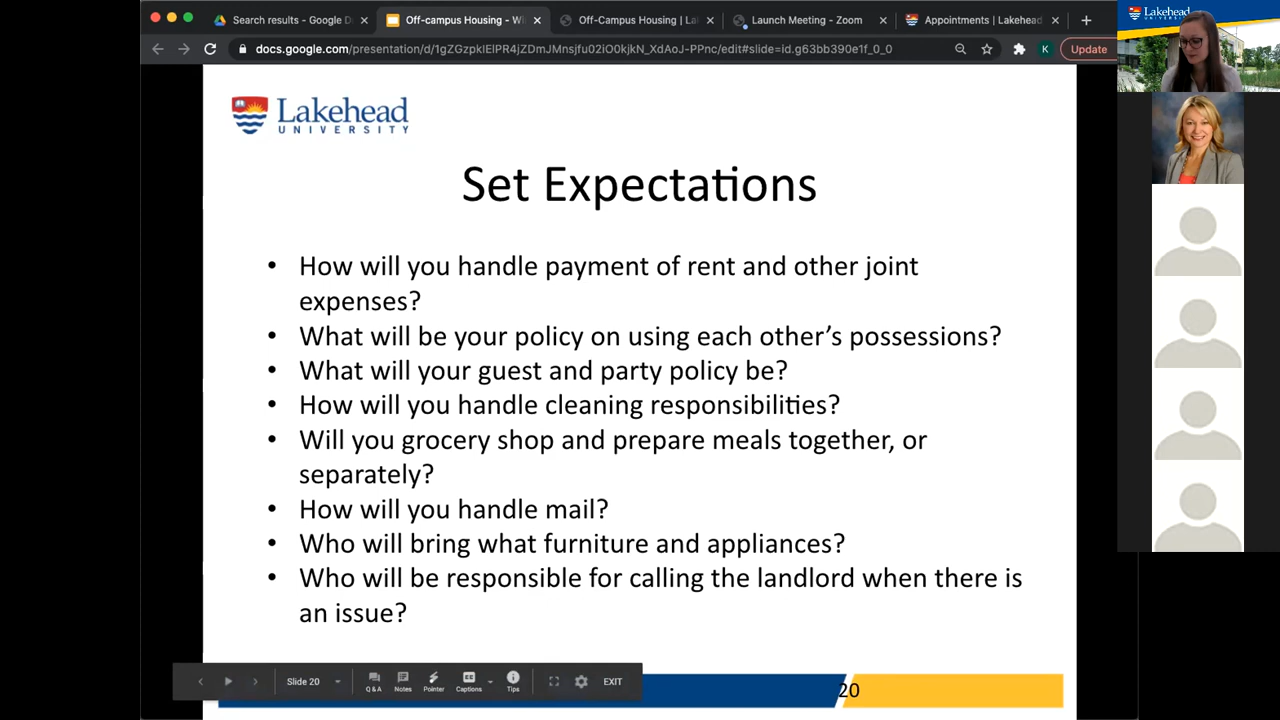 Search results - Google D
Off-campus Housing - Wi
Off-Campus Housing | Lak
Launch Meeting - Zoom
Appointments | Lakehead
docs.google.com/presentation/d/1gZGzpklElPR4jZDmJMnsjfu02iO0kjkN_XdAoJ-PPnc/edit#slide=id.g63bb390e1f_0_0
K
Update
Lakehead
Lakehead
UNIVERSITY
Set Expectations
• How will you handle payment of rent and other joint
expenses?
• What will be your policy on using each other’s possessions?
• What will your guest and party policy be?
• How will you handle cleaning responsibilities?
• Will you grocery shop and prepare meals together, or
separately?
• How will you handle mail?
• Who will bring what furniture and appliances?
• Who will be responsible for calling the landlord when there is
an issue?
Slide 20
Q & A
Notes
Pointer
Captions
Tips
EXIT
20